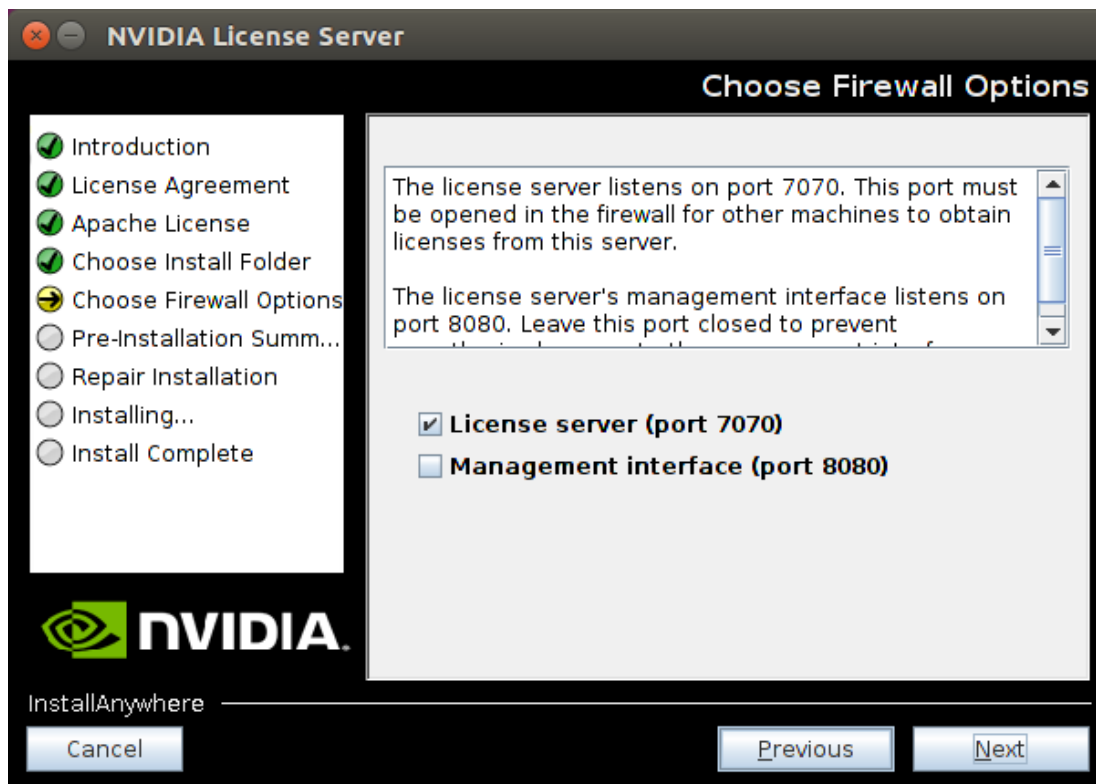 NVIDIA License Server
Choose Firewall Options
Introduction
License Agreement
Apache License
Choose Install Folder
Choose Firewall Options
Pre-Installation Summ...
Repair Installation
Installing...
Install Complete
The license server listens on port 7070. This port must
be opened in the firewall for other machines to obtain
licenses from this server.
The license server's management interface listens on
port 8080. Leave this port closed to prevent
License server (port 7070)
Management interface (port 8080)
NVIDIA.
InstallAnywhere
Cancel
Previous
Next